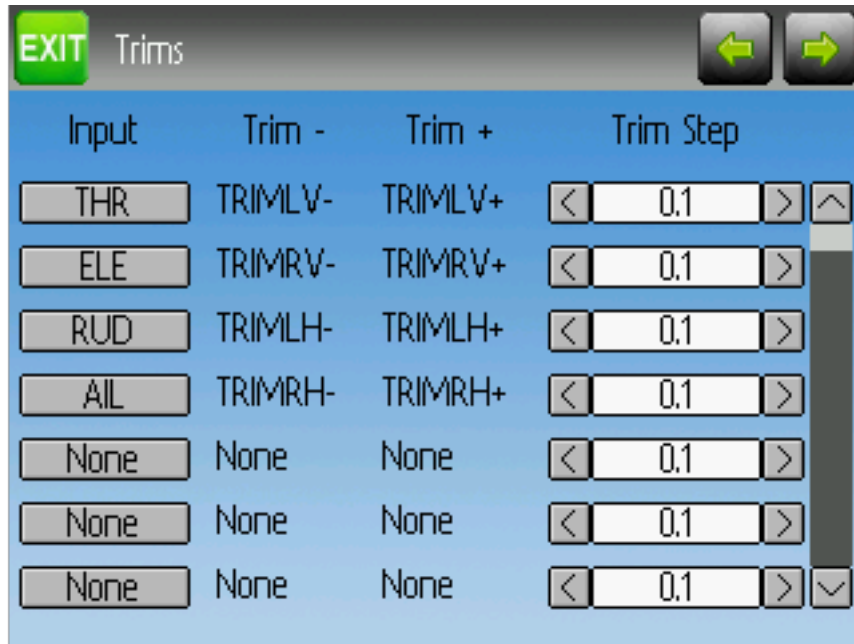 EXIT Trims
Input Trim - Trim + Trim Step
THR TRIMLV- TRIMLV+ 0.1
ELE TRIMRV- TRIMRV+ 0.1
RUD TRIMLH- TRIMLH+ 0.1
AIL TRIMRH- TRIMRH+ 0.1
None None None 0.1
None None None 0.1
None None None 0.1